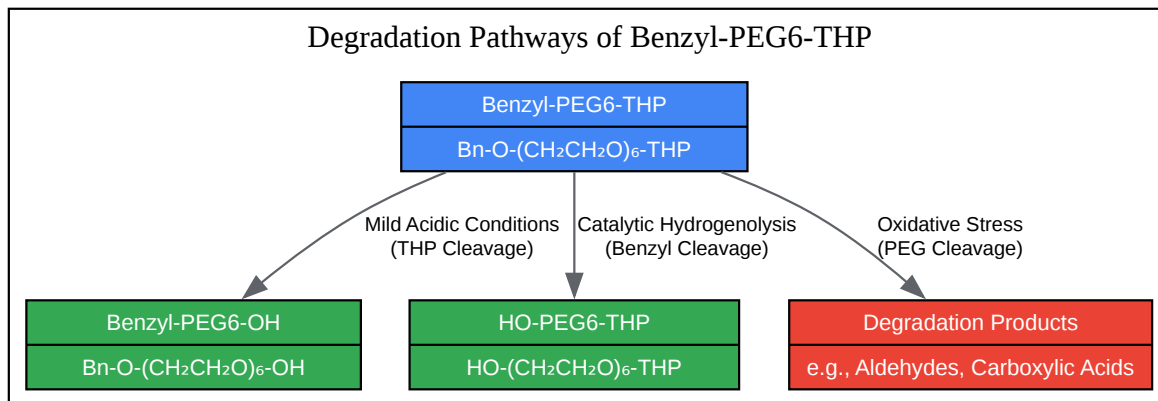 Degradation Pathways of Benzyl-PEG6-THP
Benzyl-PEG6-THP
Bn-O-(CH₂CH₂O)₆-THP
Mild Acidic Conditions
(THP Cleavage)
Catalytic Hydrogenolysis
(Benzyl Cleavage)
Oxidative Stress
(PEG Cleavage)
Benzyl-PEG6-OH
Bn-O-(CH₂CH₂O)₆-OH
HO-PEG6-THP
HO-(CH₂CH₂O)₆-THP
Degradation Products
e.g., Aldehydes, Carboxylic Acids